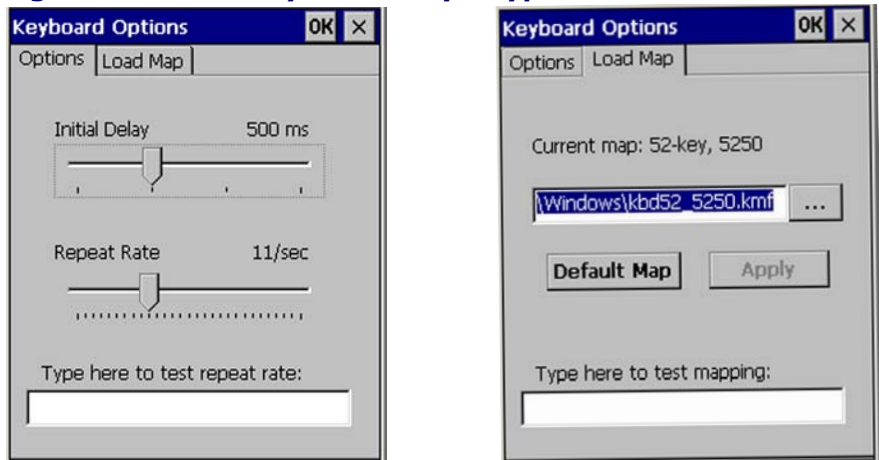 Keyboard Options OK ×
Options Load Map
Initial Delay 500 ms
Repeat Rate 11/sec
Type here to test repeat rate:
Keyboard Options OK ×
Options Load Map
Current map: 52-key, 5250
\Windows\kbd52_5250.kmf ...
Default Map Apply
Type here to test mapping: